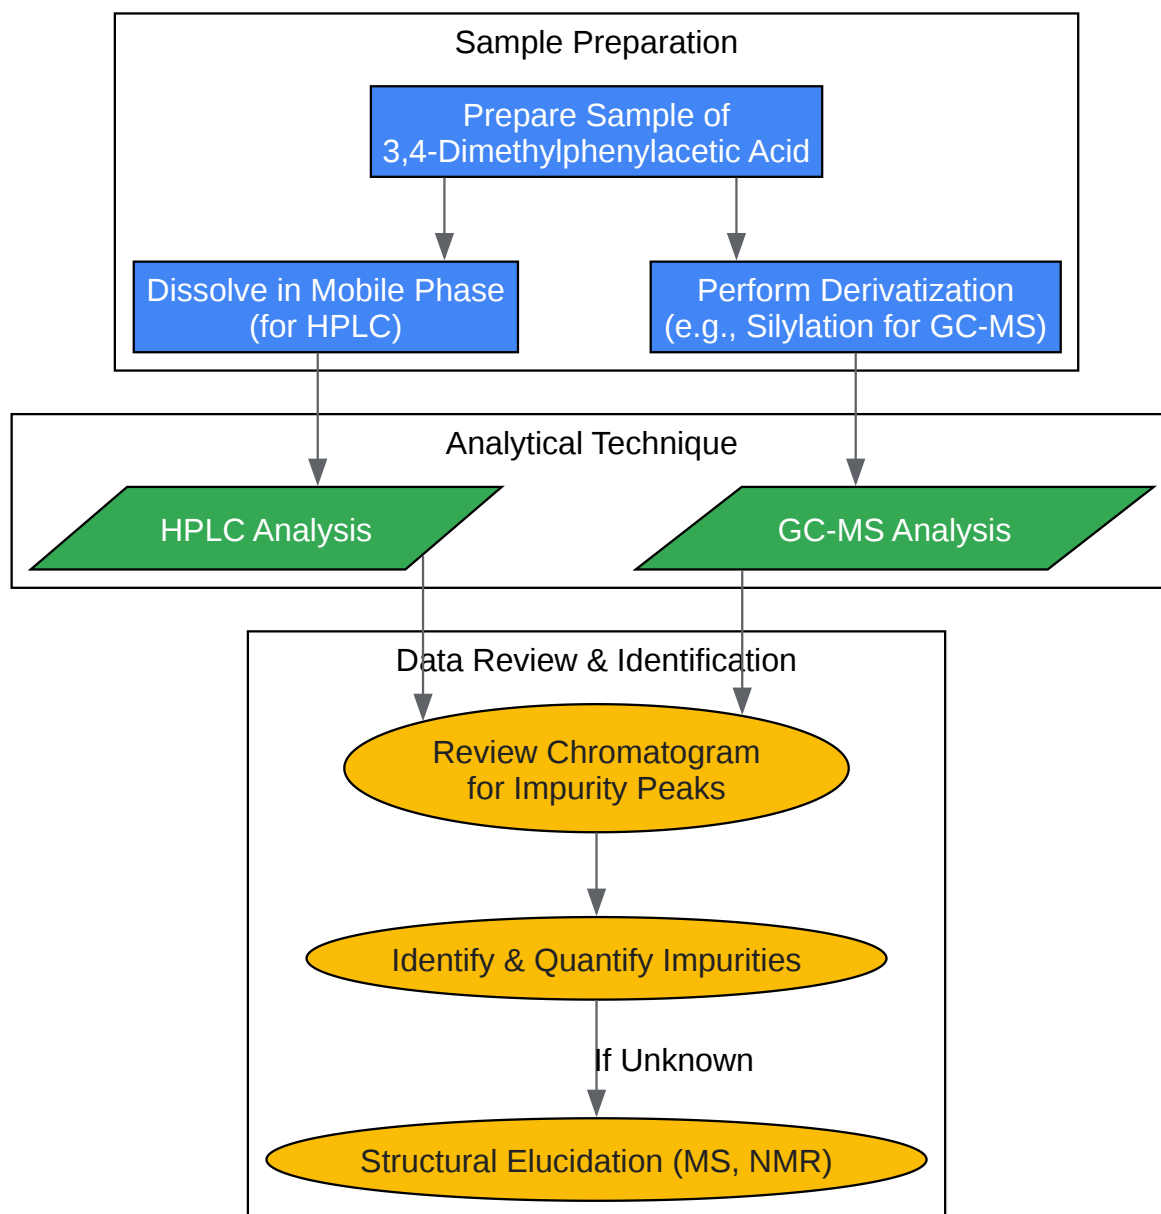 Sample Preparation
Prepare Sample of
3,4-Dimethylphenylacetic Acid
Dissolve in Mobile Phase
(for HPLC)
Perform Derivatization
(e.g., Silylation for GC-MS)
Analytical Technique
HPLC Analysis
GC-MS Analysis
Data Review & Identification
Review Chromatogram
for Impurity Peaks
Identify & Quantify Impurities
If Unknown
Structural Elucidation (MS, NMR)